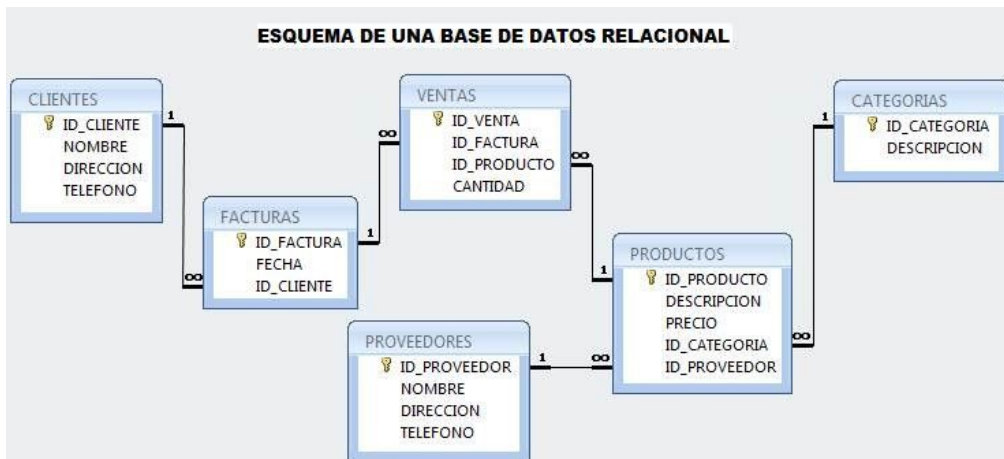 ESQUEMA DE UNA BASE DE DATOS RELACIONAL
CLIENTES
ID_CLIENTE
NOMBRE
DIRECCION
TELEFONO
1
∞
FACTURAS
ID_FACTURA
FECHA
ID_CLIENTE
1
∞
VENTAS
ID_VENTA
ID_FACTURA
ID_PRODUCTO
CANTIDAD
∞
1
PROVEEDORES
ID_PROVEEDOR
NOMBRE
DIRECCION
TELEFONO
1
∞
PRODUCTOS
ID_PRODUCTO
DESCRIPCION
PRECIO
ID_CATEGORIA
ID_PROVEEDOR
∞
1
CATEGORIAS
ID_CATEGORIA
DESCRIPCION